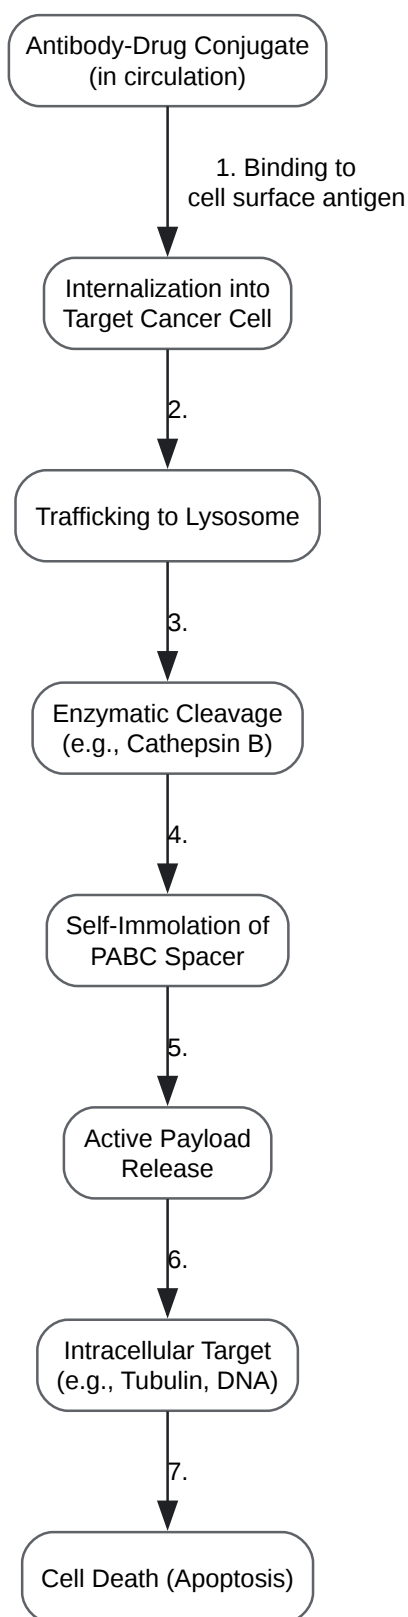 Antibody-Drug Conjugate
(in circulation)
1. Binding to
cell surface antigen
Internalization into
Target Cancer Cell
2.
Trafficking to Lysosome
3.
Enzymatic Cleavage
(e.g., Cathepsin B)
4.
Self-Immolation of
PABC Spacer
5.
Active Payload
Release
6.
Intracellular Target
(e.g., Tubulin, DNA)
7.
Cell Death (Apoptosis)